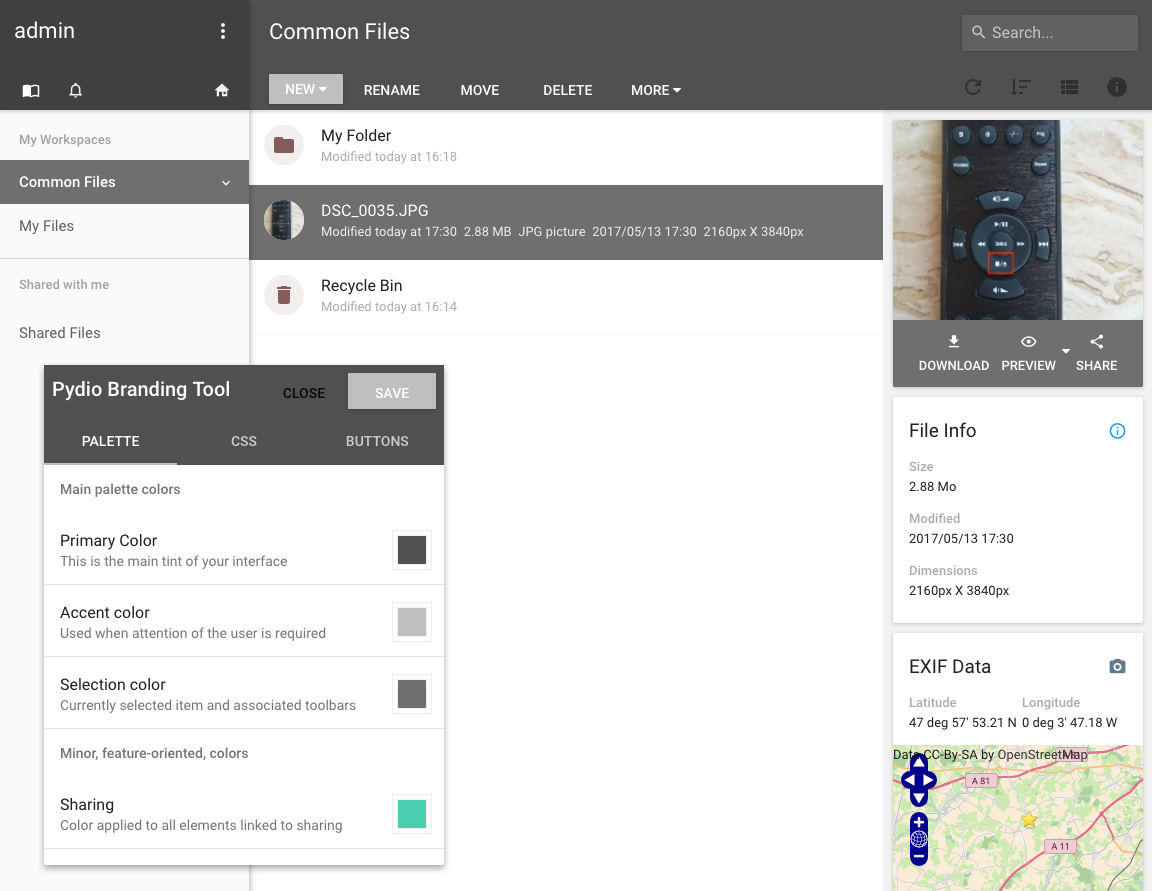 admin
Common Files
Search...
NEW
RENAME
MOVE
DELETE
MORE
My Workspaces
Common Files
My Files
Shared with me
Shared Files
My Folder
Modified today at 16:18
DSC_0035.JPG
Modified today at 17:30 2.88 MB JPG picture 2017/05/13 17:30 2160px X 3840px
Recycle Bin
Modified today at 16:14
Pydio Branding Tool
CLOSE
SAVE
PALETTE
CSS
BUTTONS
Main palette colors
Primary Color
This is the main tint of your interface
Accent color
Used when attention of the user is required
Selection color
Currently selected item and associated toolbars
Minor, feature-oriented, colors
Sharing
Color applied to all elements linked to sharing
DOWNLOAD
PREVIEW
SHARE
File Info
Size
2.88 Mo
Modified
2017/05/13 17:30
Dimensions
2160px X 3840px
EXIF Data
Latitude Longitude
47 deg 57' 53.21 N 0 deg 3' 47.18 W
Data CC-By-SA by OpenStreetMap
A 81
A 11